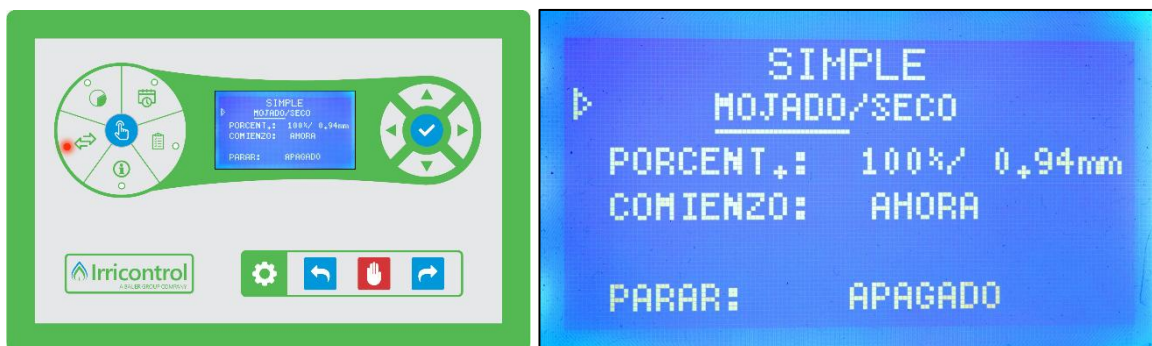 SIMPLE
MOJADO/SECO
PORCENT.: 100%/ 0.94mm
COMIENZO: AHORA
PARAR: APAGADO
Irricontrol
A BAUER GROUP COMPANY
SIMPLE
MOJADO/SECO
PORCENT.: 100%/ 0.94mm
COMIENZO: AHORA
PARAR: APAGADO